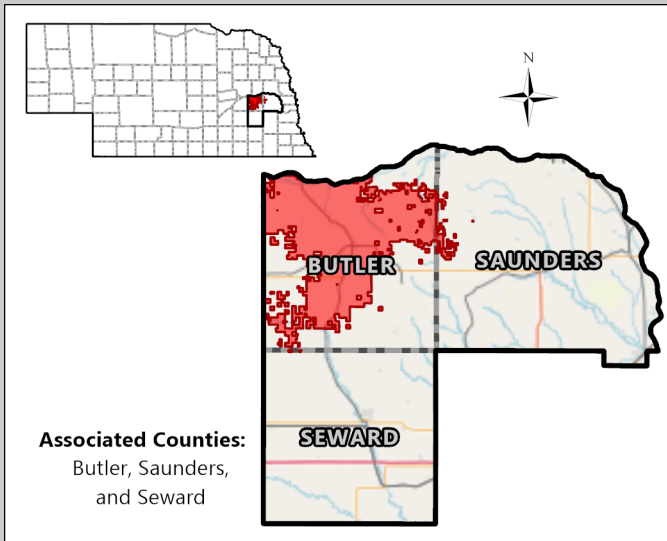 N
BUTLER
SAUNDERS
SEWARD
Associated Counties:
Butler, Saunders,
and Seward